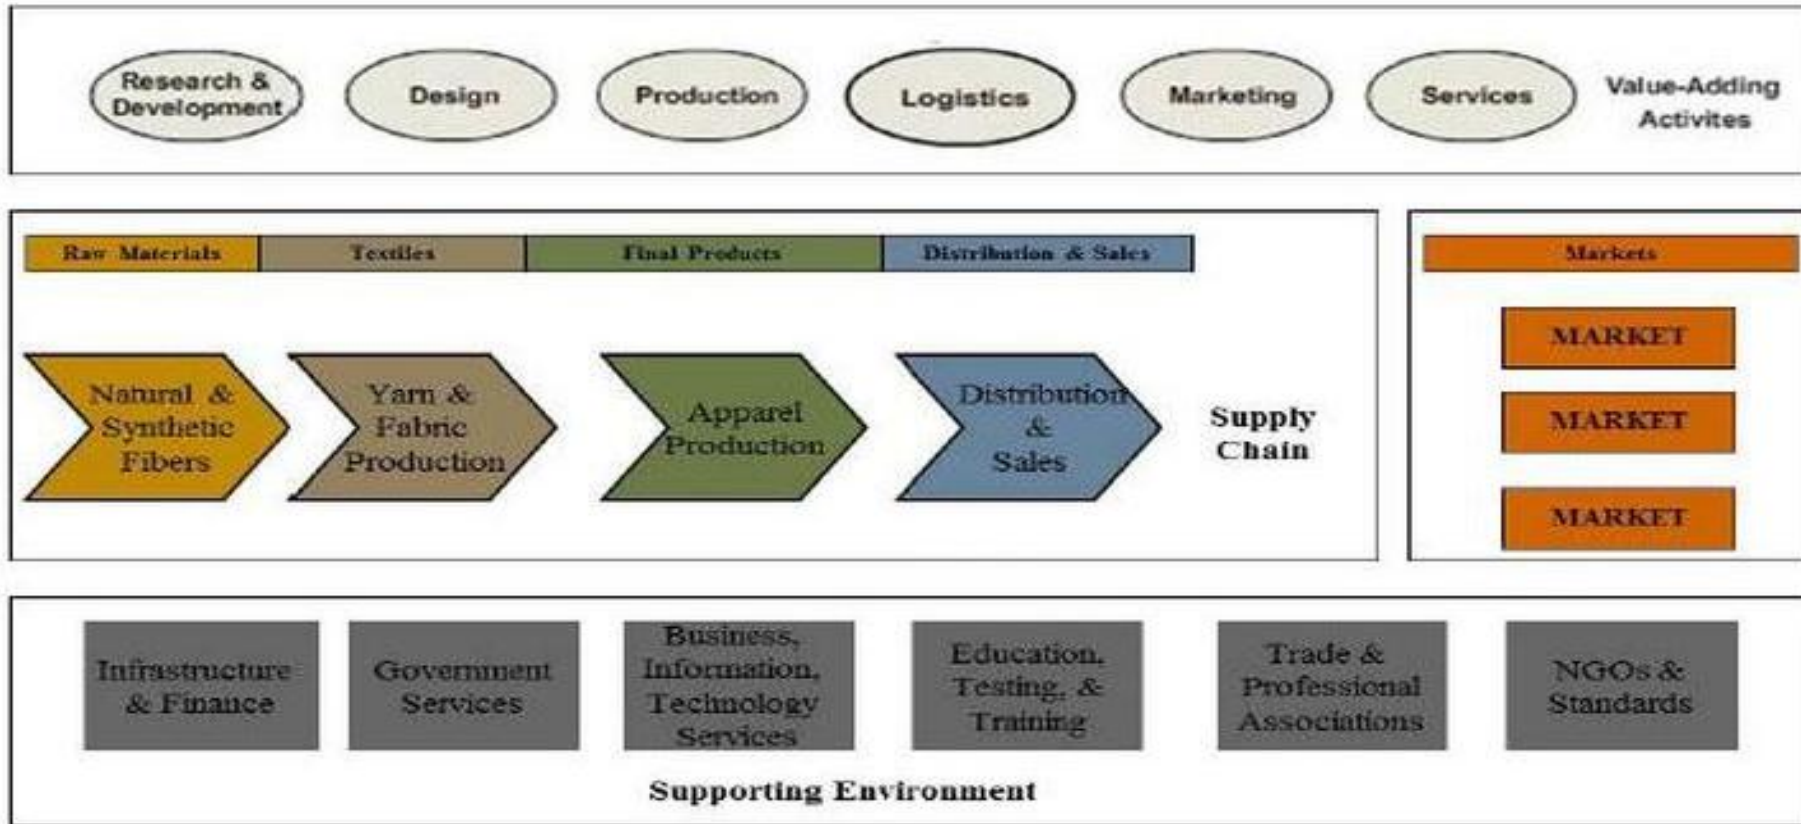 Research &
Development
Design
Production
Logistics
Marketing
Services
Value-Adding
Activites
Raw Materials
Textiles
Final Products
Distribution & Sales
Markets
Natural &
Synthetic
Fibers
Yarn &
Fabric
Production
Apparel
Production
Distribution
&
Sales
Supply
Chain
MARKET
MARKET
MARKET
Infrastructure
& Finance
Government
Services
Business,
Information,
Technology
Services
Education,
Testing, &
Training
Trade &
Professional
Associations
NGOs &
Standards
Supporting Environment